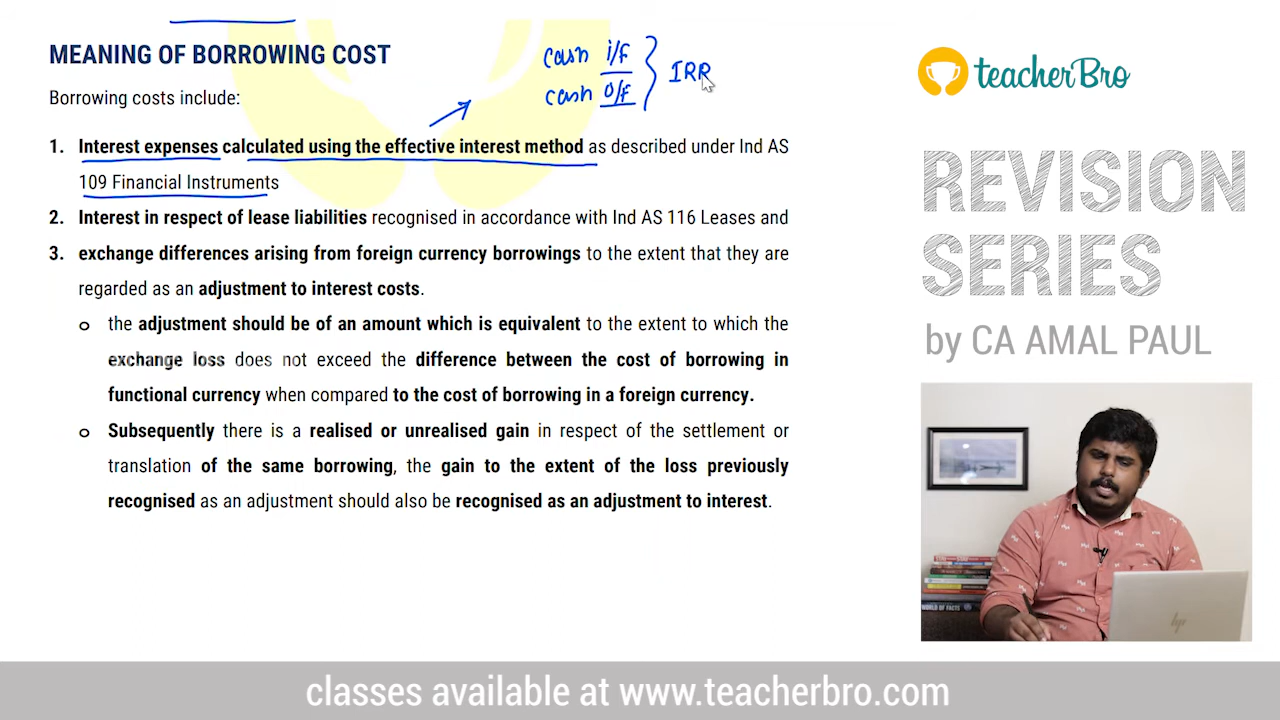 MEANING OF BORROWING COST
cash i/f
cash o/f
IRR
Borrowing costs include:
1. Interest expenses calculated using the effective interest method as described under Ind AS
109 Financial Instruments
2. Interest in respect of lease liabilities recognised in accordance with Ind AS 116 Leases and
3. exchange differences arising from foreign currency borrowings to the extent that they are
regarded as an adjustment to interest costs.
o the adjustment should be of an amount which is equivalent to the extent to which the
exchange loss does not exceed the difference between the cost of borrowing in
functional currency when compared to the cost of borrowing in a foreign currency.
o Subsequently there is a realised or unrealised gain in respect of the settlement or
translation of the same borrowing, the gain to the extent of the loss previously
recognised as an adjustment should also be recognised as an adjustment to interest.
teacherBro
REVISION
SERIES
by CA AMAL PAUL
WORLD OF FACTS
hp
classes available at www.teacherbro.com